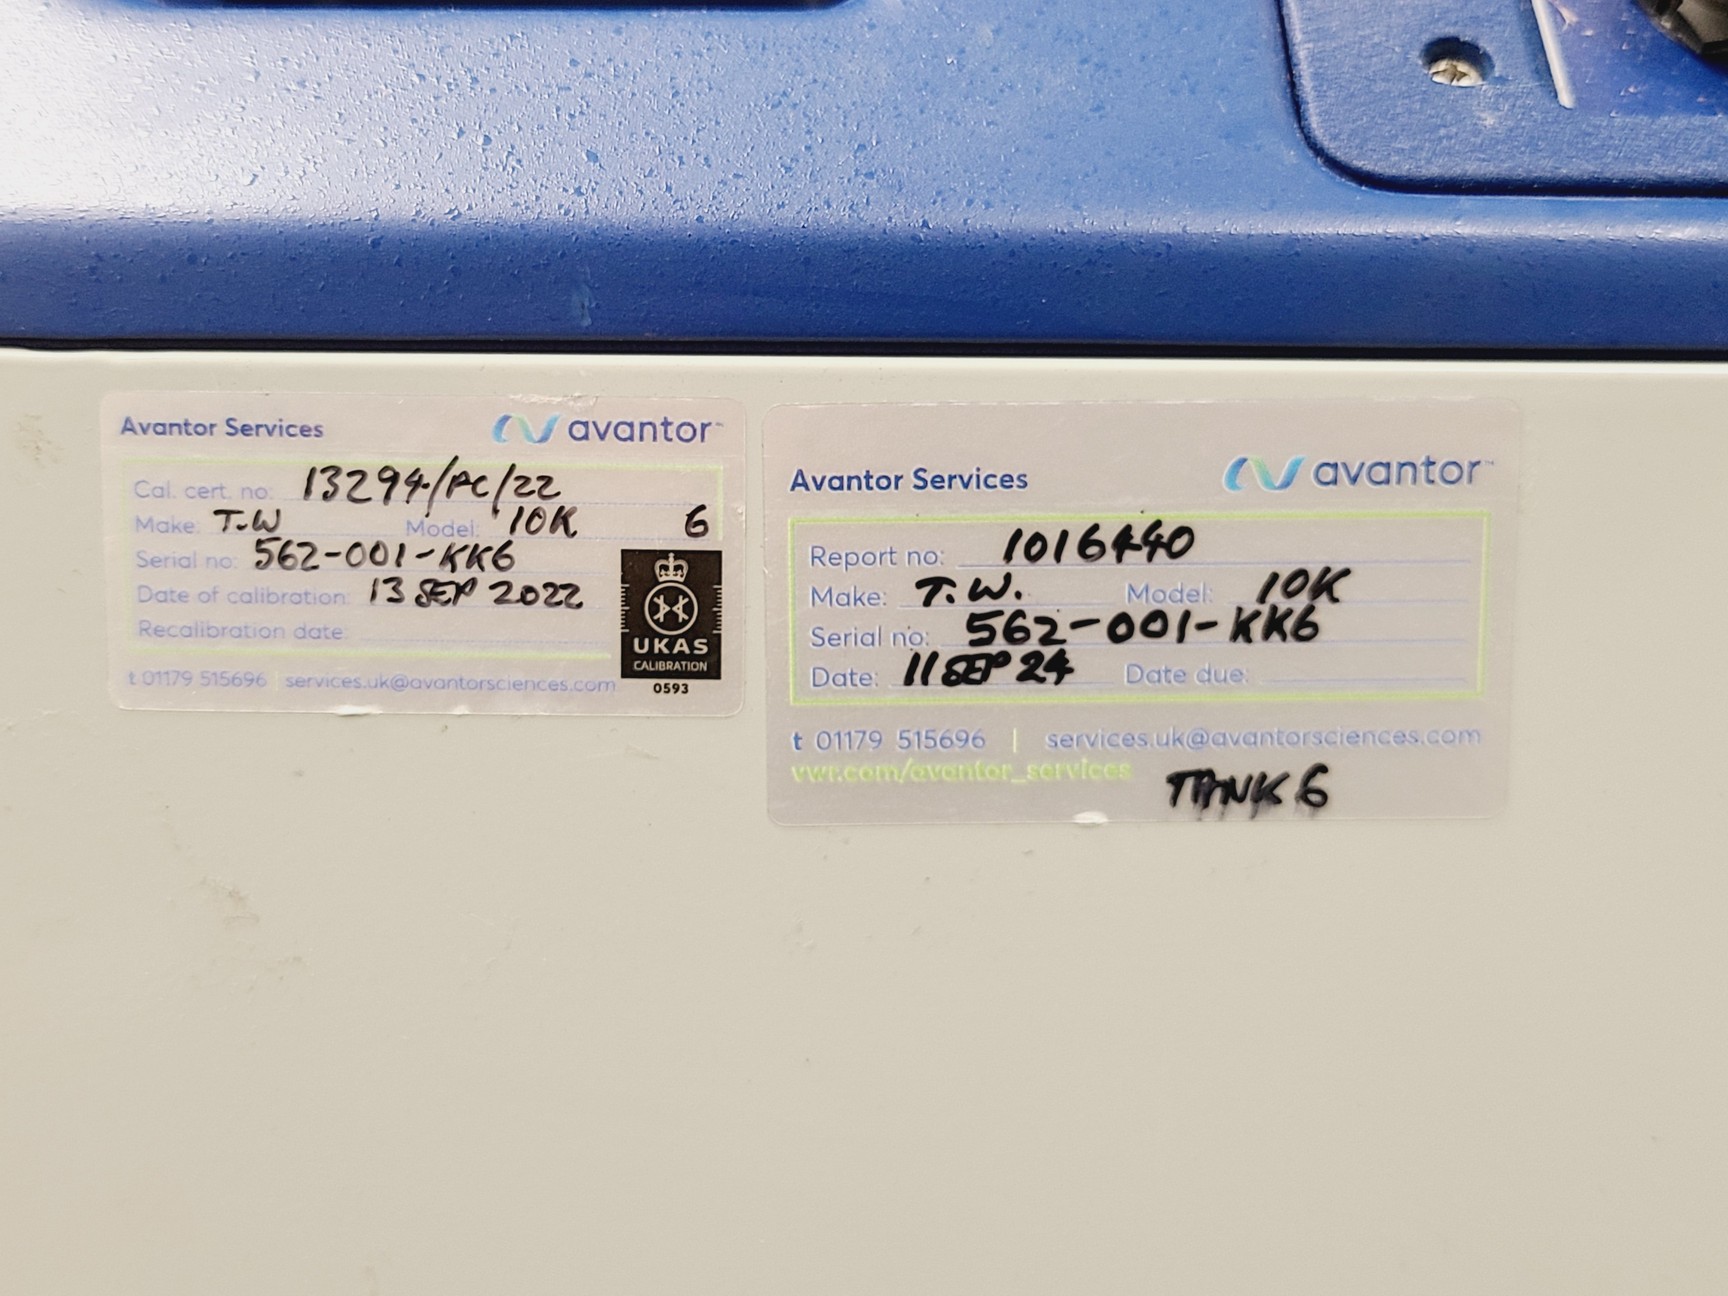 Avantor Services avantor™
Cal. cert. no: 13294/PC/22
Make: T.W Model: 10K 6
Serial no: 562-001-KK6
Date of calibration: 13 SEP 2022
Recalibration date:
UKAS
CALIBRATION
0593
t 01179 515696 services.uk@avantorsciences.com
Avantor Services avantor™
Report no: 1016440
Make: T.W. Model: 10K
Serial no: 562-001-KK6
Date: 11 SEP 24 Date due:
t 01179 515696 | services.uk@avantorsciences.com
vwr.com/avantor_services
TANK 6